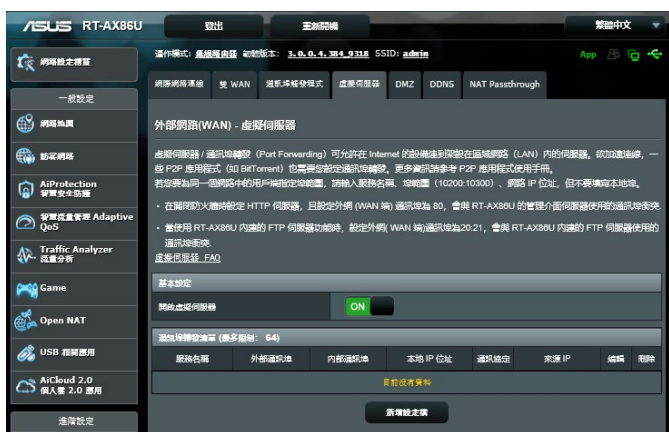 ASUS RT-AX86U 登出 重新開機 繁體中文
操作模式: 無線路由器 韌體版本: 3.0.0.4.384_9318 SSID: admin App
網路設定精靈
一般設定
網路地圖
訪客網路
AiProtection
智慧安全防護
智慧流量管理 Adaptive
QoS
Traffic Analyzer
流量分析
Game
Open NAT
USB 相關應用
AiCloud 2.0
個人雲 2.0 應用
進階設定
網際網路連線 雙 WAN 通訊埠觸發程式 虛擬伺服器 DMZ DDNS NAT Passthrough
外部網路(WAN) - 虛擬伺服器
虛擬伺服器 / 通訊埠轉發（Port Forwarding）可允許在 Internet 的設備連到架設在區域網路（LAN）內的伺服器。欲加速連線，一
些 P2P 應用程式（如 BitTorrent）也需要您設定通訊埠轉發。更多資訊請參考 P2P 應用程式使用手冊。
若您要為同一個網路中的用戶端指定埠範圍，請輸入服務名稱、埠範圍（10200:10300）、網路 IP 位址，但不要填寫本地埠。
• 在關閉防火牆時設定 HTTP 伺服器，且設定外網 (WAN 端) 通訊埠為 80，會與 RT-AX86U 的管理介面伺服器使用的通訊埠衝突.
• 當使用 RT-AX86U 內建的 FTP 伺服器功能時，設定外網( WAN 端)通訊埠為20:21，會與 RT-AX86U 內建的 FTP 伺服器使用的
通訊埠衝突.
虛擬伺服器 FAQ
基本設定
開啟虛擬伺服器 ON
通訊埠轉發清單 (最多限制: 64)
服務名稱 外部通訊埠 內部通訊埠 本地 IP 位址 通訊協定 來源 IP 編輯 刪除
目前沒有資料
新增設定檔